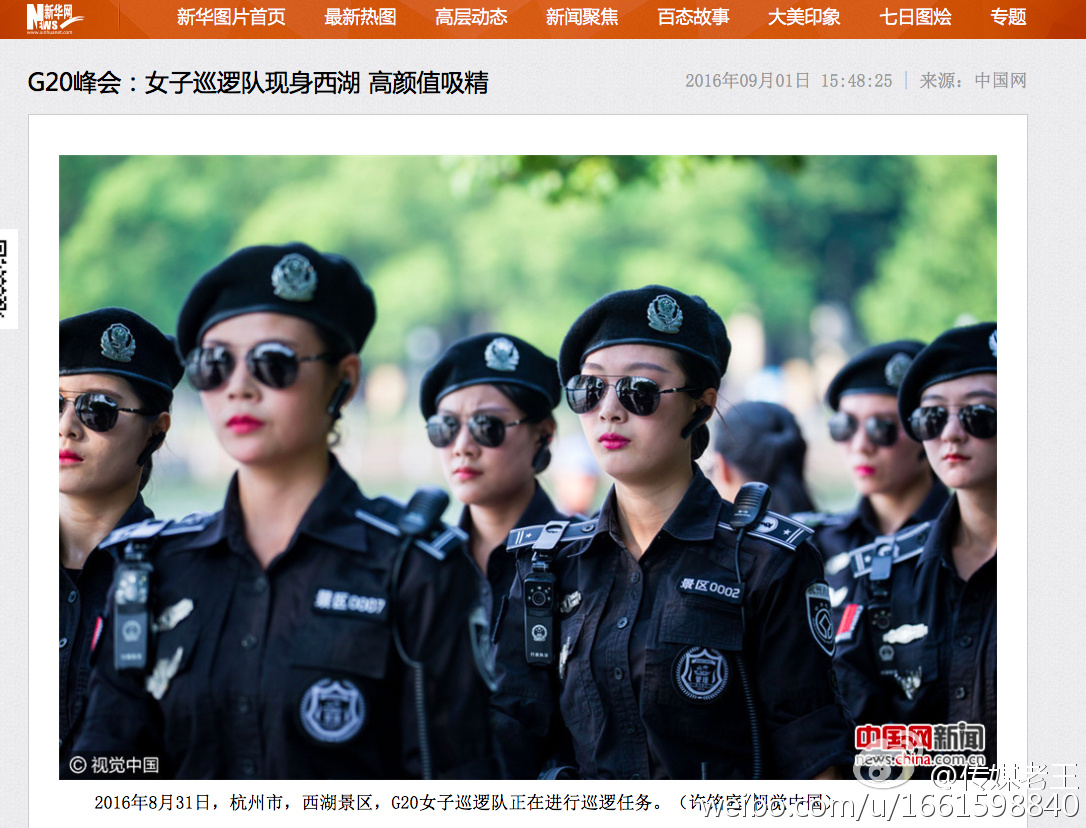 NEWS 新华网
www.xinhuanet.com
新华图片首页 最新热图 高层动态 新闻聚焦 百态故事 大美印象 七日图烩 专题
G20峰会：女子巡逻队现身西湖 高颜值吸精
2016年09月01日 15:48:25 | 来源：中国网
景区0007
景区0002
© 视觉中国
中国网新闻
news.china.com.cn
@传媒老王
2016年8月31日，杭州市，西湖景区，G20女子巡逻队正在进行巡逻任务。（许铭宇/视觉中国）
weibo.com/u/1661598840